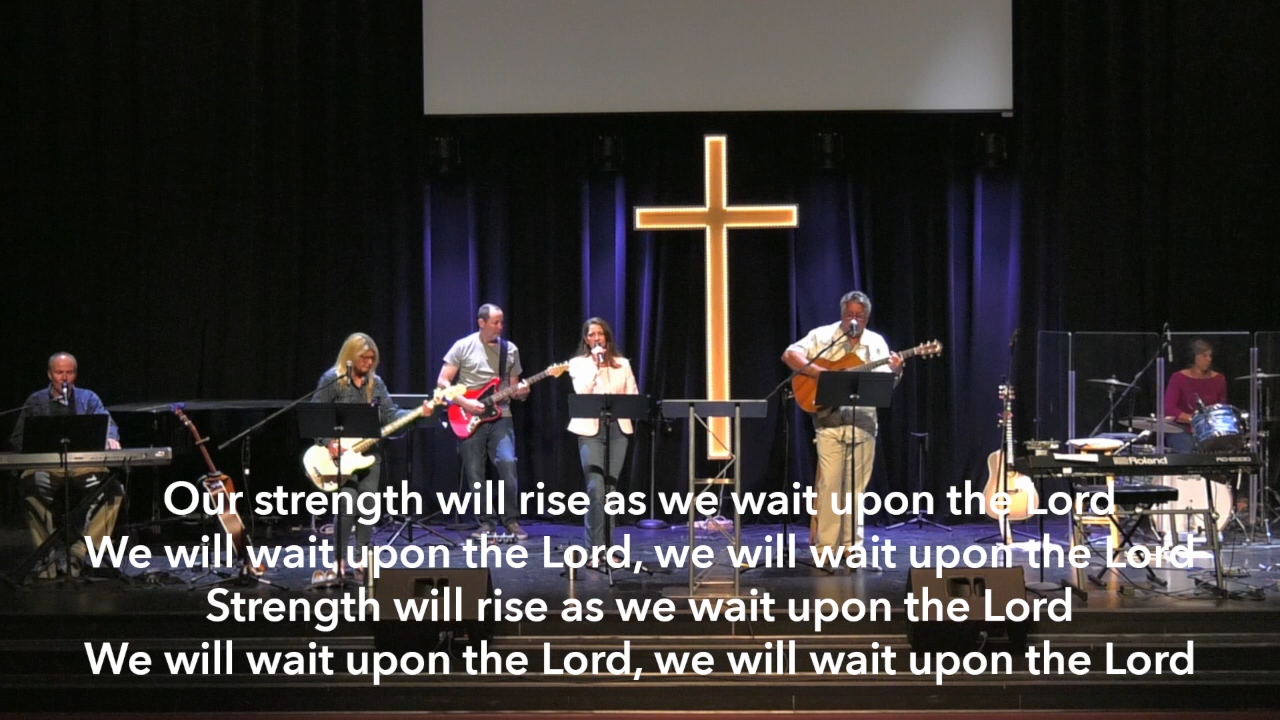 Roland
Our strength will rise as we wait upon the Lord
We will wait upon the Lord, we will wait upon the Lord
Strength will rise as we wait upon the Lord
We will wait upon the Lord, we will wait upon the Lord